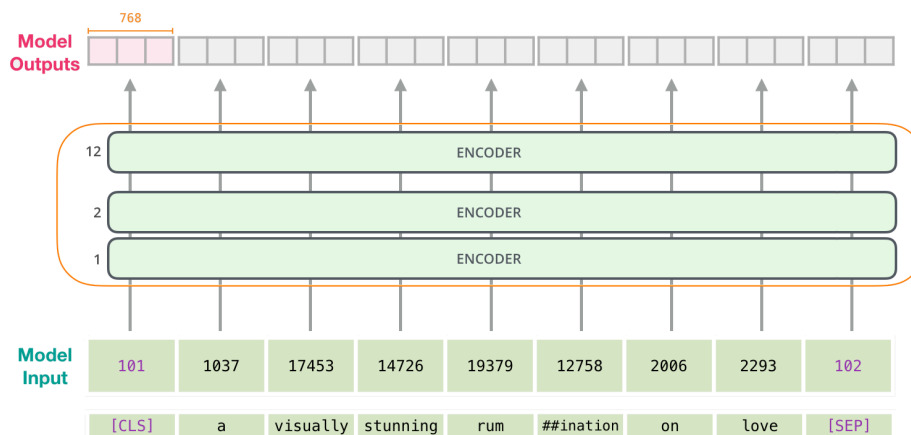 768
Model
Outputs
12 ENCODER
2 ENCODER
1 ENCODER
Model
Input
101 1037 17453 14726 19379 12758 2006 2293 102
[CLS] a visually stunning rum ##ination on love [SEP]